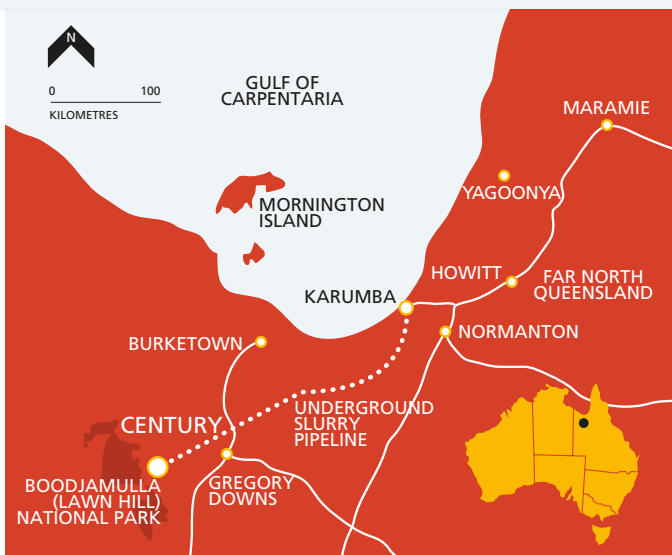 N
0 100
KILOMETRES
GULF OF
CARPENTARIA
MARAMIE
YAGOONYA
MORNINGTON
ISLAND
HOWITT
FAR NORTH
QUEENSLAND
KARUMBA
NORMANTON
BURKETOWN
UNDERGROUND
SLURRY
PIPELINE
CENTURY
GREGORY
DOWNS
BOODJAMULLA
(LAWN HILL)
NATIONAL PARK